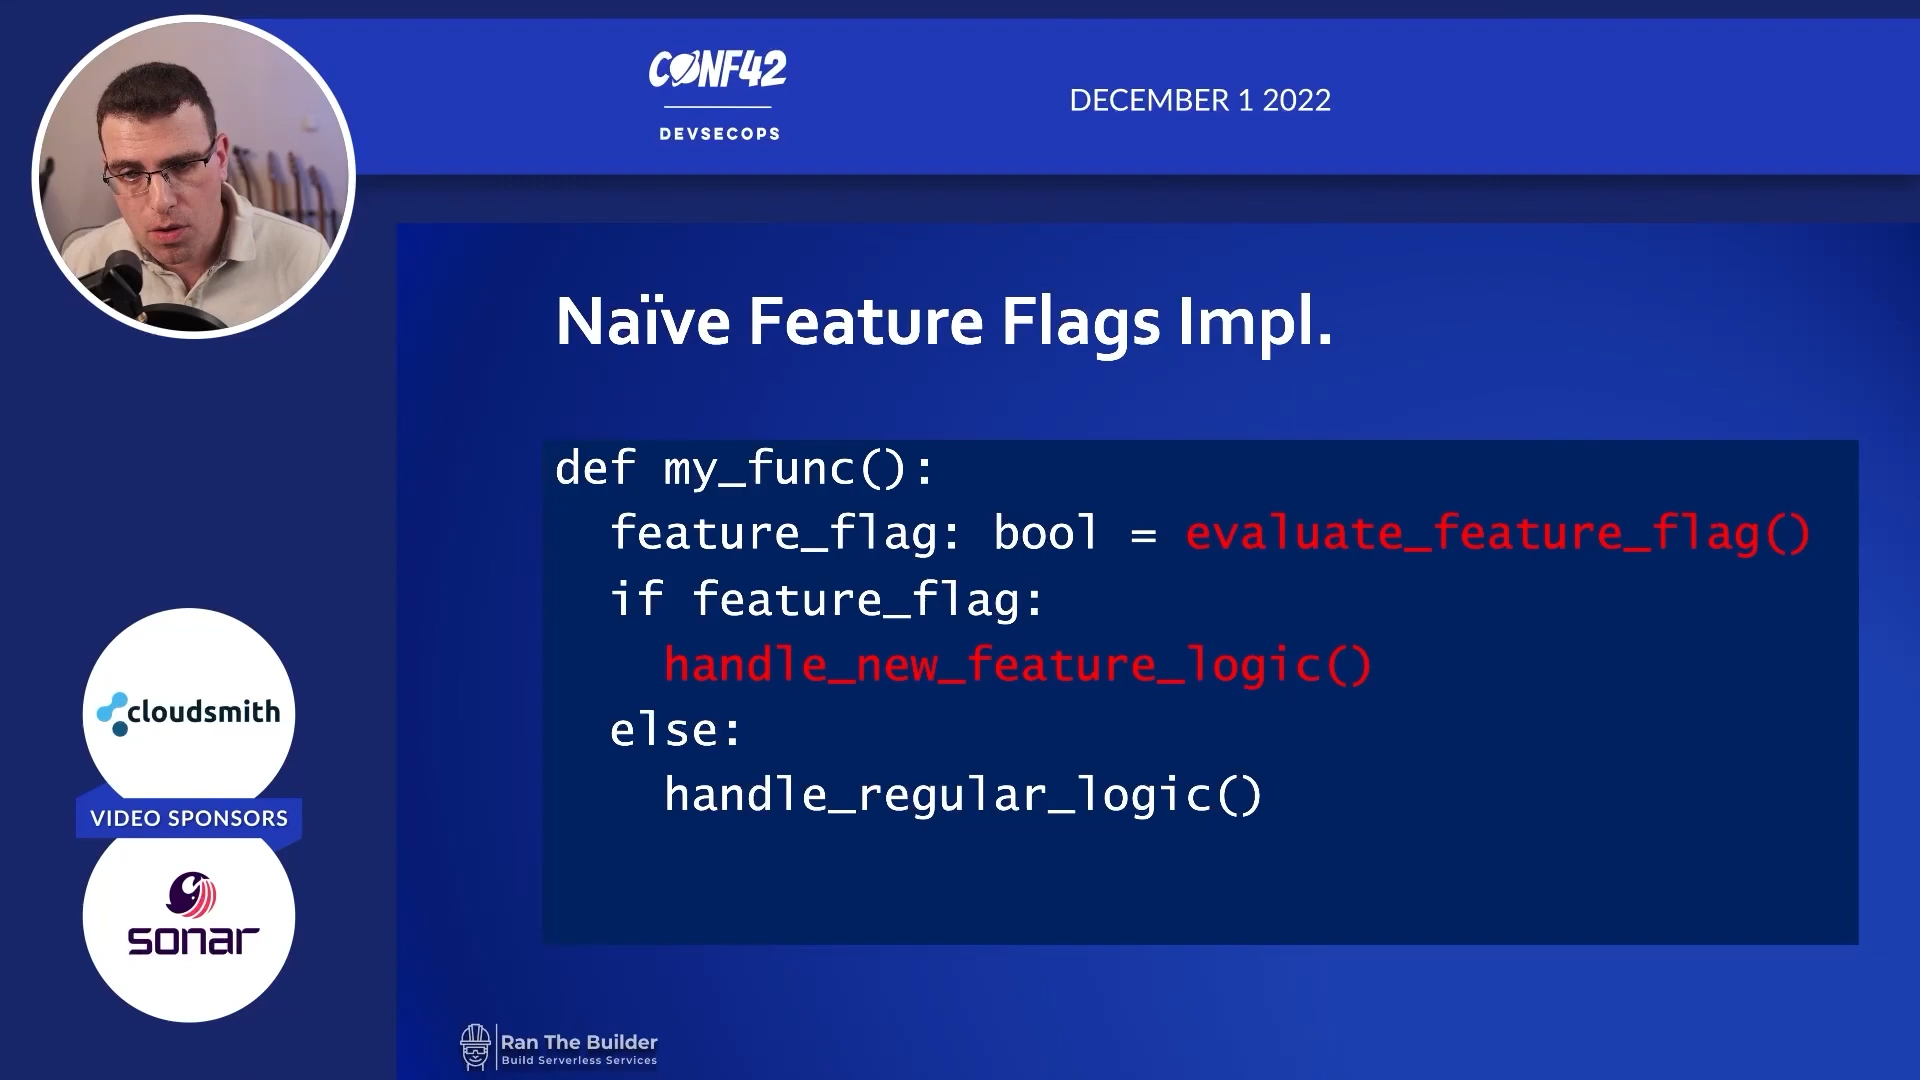 CONF42
DEVSECOPS
DECEMBER 1 2022
Naïve Feature Flags Impl.
def my_func():
feature_flag: bool = evaluate_feature_flag()
if feature_flag:
handle_new_feature_logic()
else:
handle_regular_logic()
cloudsmith
VIDEO SPONSORS
sonar
Ran The Builder
Build Serverless Services